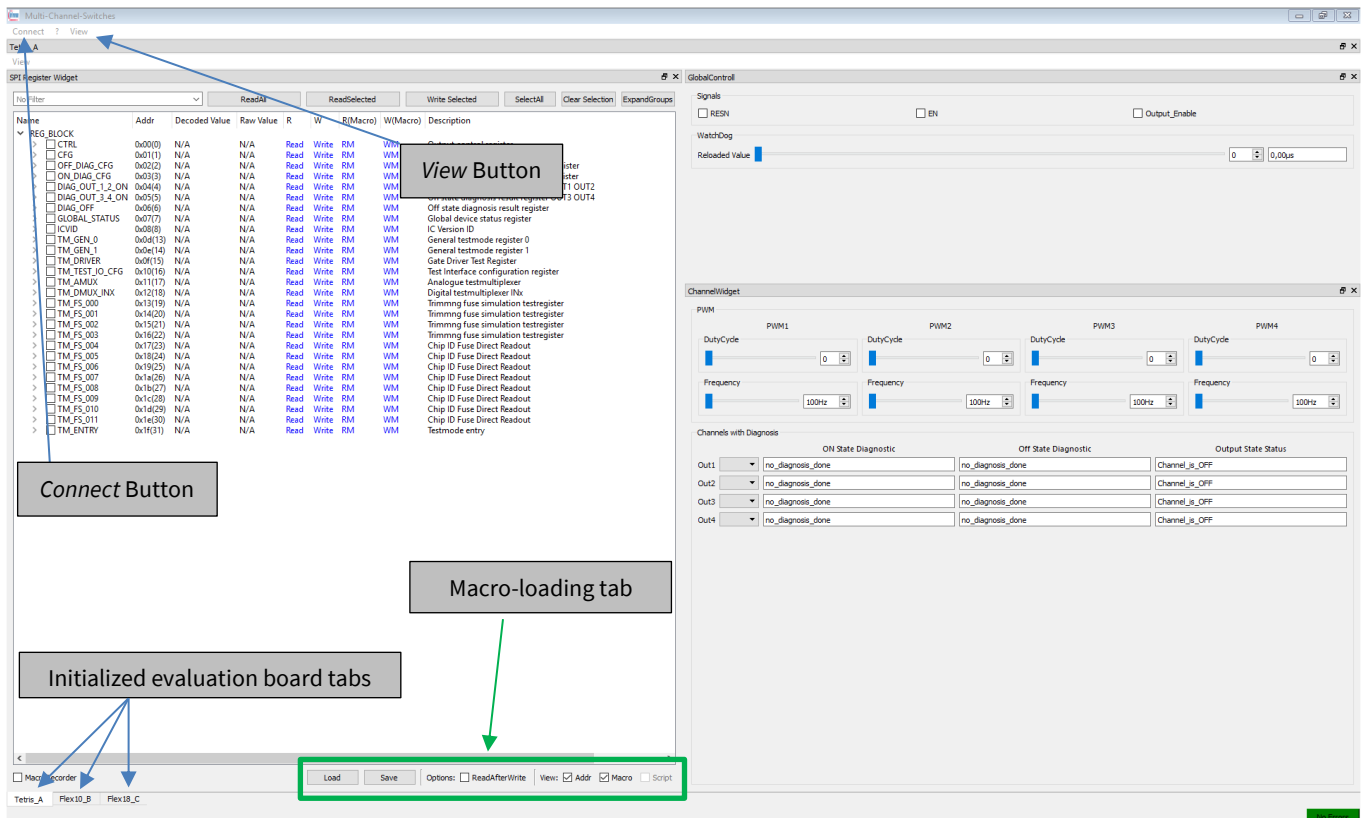 Multi-Channel-Switches
Connect ? View
Tetris_A
View
SPI Register Widget
No Filter ReadAll ReadSelected Write Selected SelectAll Clear Selection ExpandGroups
Name Addr Decoded Value Raw Value R W R(Macro) W(Macro) Description
REG_BLOCK
CTRL 0x00(0) N/A N/A Read Write RM WM Output control register
CFG 0x01(1) N/A N/A Read Write RM
OFF_DIAG_CFG 0x02(2) N/A N/A Read Write RM
ON_DIAG_CFG 0x03(3) N/A N/A Read Write RM
DIAG_OUT_1_2_ON 0x04(4) N/A N/A Read Write RM WM OUT2
DIAG_OUT_3_4_ON 0x05(5) N/A N/A Read Write RM WM Off state diagnosis result register OUT3 OUT4
DIAG_OFF 0x06(6) N/A N/A Read Write RM WM Off state diagnosis result register
GLOBAL_STATUS 0x07(7) N/A N/A Read Write RM WM Global device status register
ICVID 0x08(8) N/A N/A Read Write RM WM IC Version ID
TM_GEN_0 0x0d(13) N/A N/A Read Write RM WM General testmode register 0
TM_GEN_1 0x0e(14) N/A N/A Read Write RM WM General testmode register 1
TM_DRIVER 0x0f(15) N/A N/A Read Write RM WM Gate Driver Test Register
TM_TEST_IO_CFG 0x10(16) N/A N/A Read Write RM WM Test Interface configuration register
TM_AMUX 0x11(17) N/A N/A Read Write RM WM Analogue testmultiplexer
TM_DMUX_INX 0x12(18) N/A N/A Read Write RM WM Digital testmultiplexer INx
TM_FS_000 0x13(19) N/A N/A Read Write RM WM Trimmng fuse simulation testregister
TM_FS_001 0x14(20) N/A N/A Read Write RM WM Trimmng fuse simulation testregister
TM_FS_002 0x15(21) N/A N/A Read Write RM WM Trimmng fuse simulation testregister
TM_FS_003 0x16(22) N/A N/A Read Write RM WM Trimmng fuse simulation testregister
TM_FS_004 0x17(23) N/A N/A Read Write RM WM Chip ID Fuse Direct Readout
TM_FS_005 0x18(24) N/A N/A Read Write RM WM Chip ID Fuse Direct Readout
TM_FS_006 0x19(25) N/A N/A Read Write RM WM Chip ID Fuse Direct Readout
TM_FS_007 0x1a(26) N/A N/A Read Write RM WM Chip ID Fuse Direct Readout
TM_FS_008 0x1b(27) N/A N/A Read Write RM WM Chip ID Fuse Direct Readout
TM_FS_009 0x1c(28) N/A N/A Read Write RM WM Chip ID Fuse Direct Readout
TM_FS_010 0x1d(29) N/A N/A Read Write RM WM Chip ID Fuse Direct Readout
TM_FS_011 0x1e(30) N/A N/A Read Write RM WM Chip ID Fuse Direct Readout
TM_ENTRY 0x1f(31) N/A N/A Read Write RM WM Testmode entry
View Button
Connect Button
Macro-loading tab
Initialized evaluation board tabs
Macro Recorder Load Save Options: ReadAfterWrite View: Addr Macro Script
Tetris_A Flex10_B Flex18_C
GlobalControll
Signals
RESN EN Output_Enable
WatchDog
Reloaded Value 0 0,00µs
ChannelWidget
PWM
PWM1 PWM2 PWM3 PWM4
DutyCycle DutyCycle DutyCycle DutyCycle
0 0 0 0
Frequency Frequency Frequency Frequency
100Hz 100Hz 100Hz 100Hz
Channels with Diagnosis
ON State Diagnostic Off State Diagnostic Output State Status
Out1 no_diagnosis_done no_diagnosis_done Channel_is_OFF
Out2 no_diagnosis_done no_diagnosis_done Channel_is_OFF
Out3 no_diagnosis_done no_diagnosis_done Channel_is_OFF
Out4 no_diagnosis_done no_diagnosis_done Channel_is_OFF